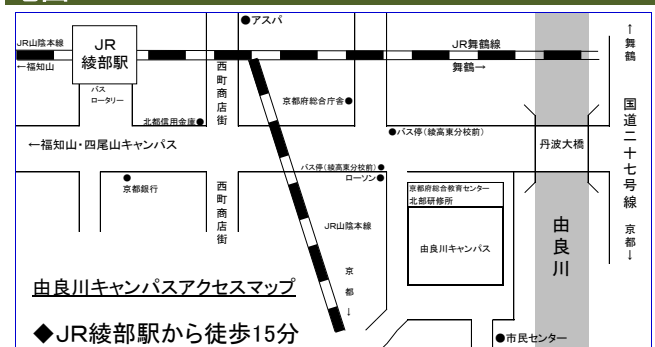 ●アスパ
JR山陰本線
←福知山
JR
綾部駅
バス
ロータリー
西町商店街
JR舞鶴線
舞鶴→
↑舞鶴
国道二十七号線
京都↓
北都信用金庫●
京都府総合庁舎●
←福知山・四尾山キャンパス
●バス停(綾高東分校前)
丹波大橋
●
京都銀行
西町商店街
バス停(綾高東分校前)●
ローソン●
京都府総合教育センター
北部研修所
由良川キャンパス
由良川
JR山陰本線
京都↓
由良川キャンパスアクセスマップ
◆JR綾部駅から徒歩15分
●市民センター